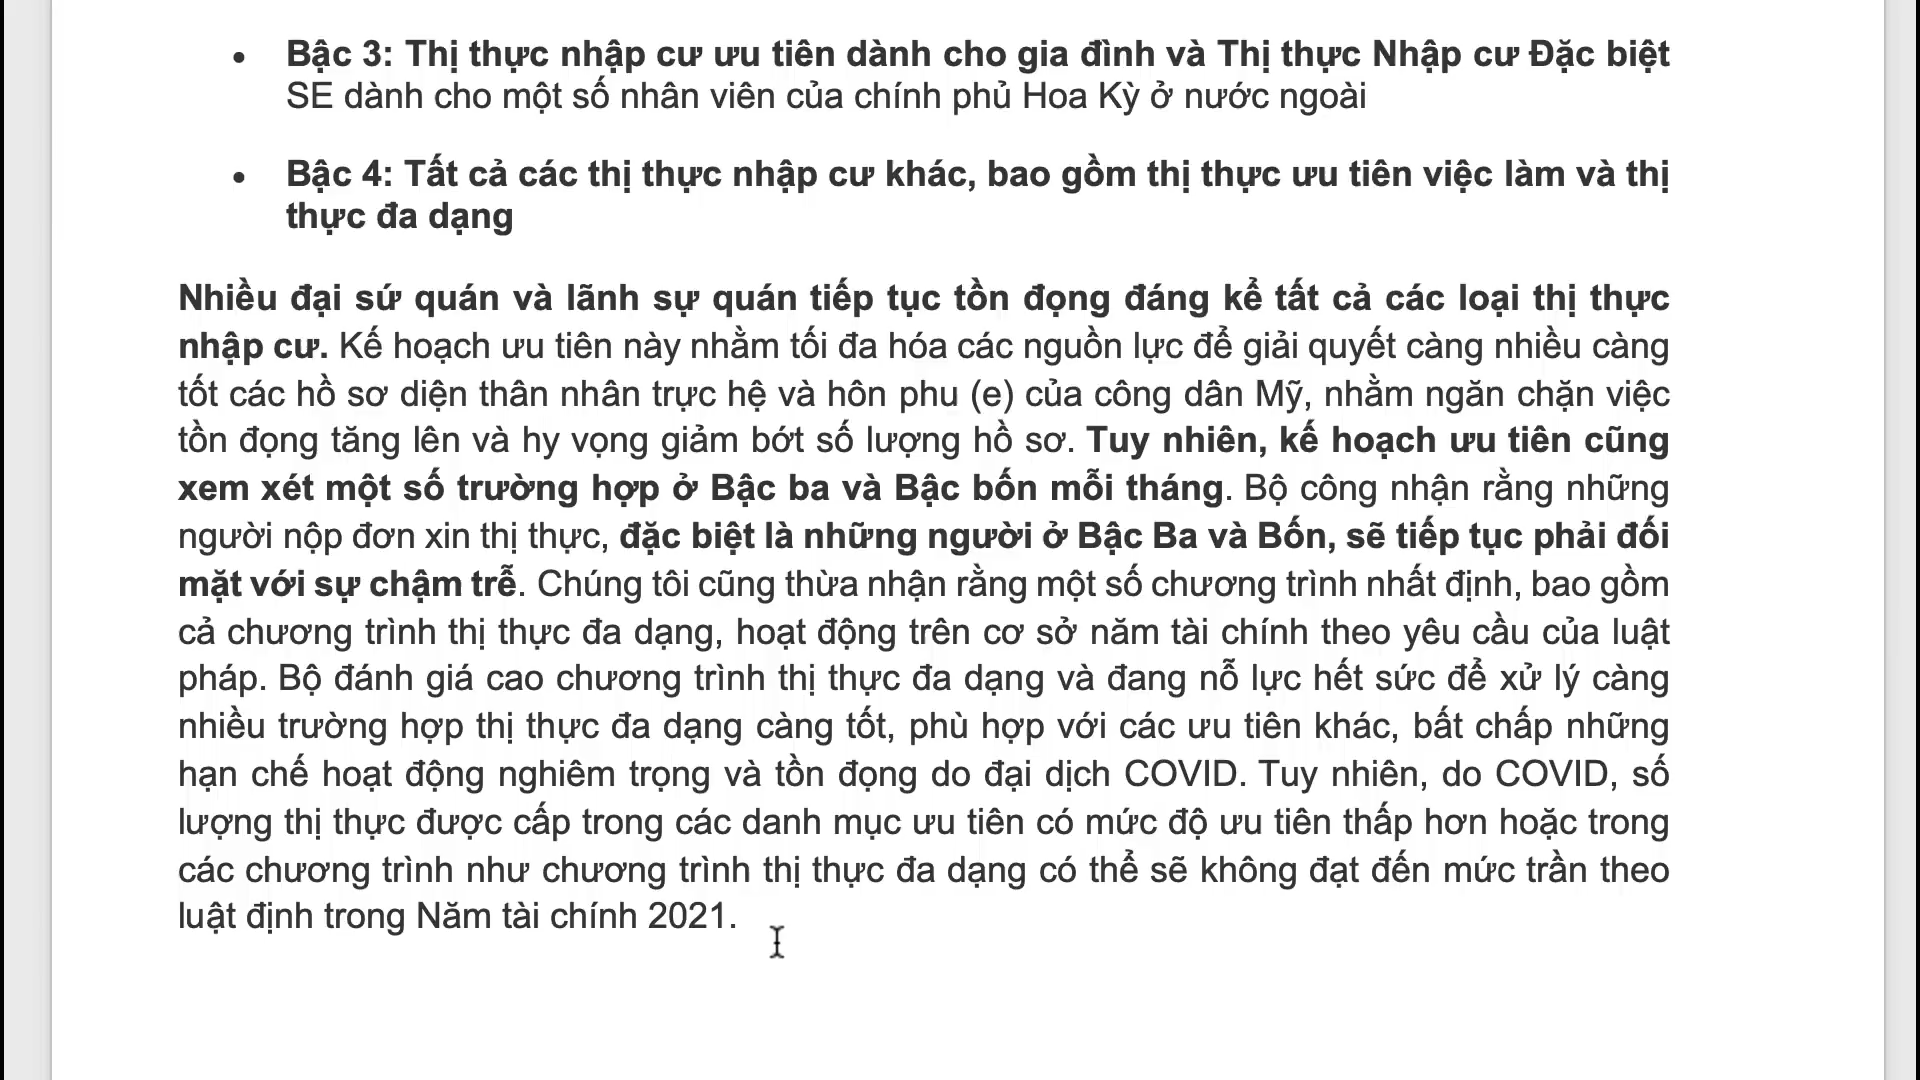 • Bậc 3: Thị thực nhập cư ưu tiên dành cho gia đình và Thị thực Nhập cư Đặc biệt
SE dành cho một số nhân viên của chính phủ Hoa Kỳ ở nước ngoài
• Bậc 4: Tất cả các thị thực nhập cư khác, bao gồm thị thực ưu tiên việc làm và thị
thực đa dạng
Nhiều đại sứ quán và lãnh sự quán tiếp tục tồn đọng đáng kể tất cả các loại thị thực
nhập cư. Kế hoạch ưu tiên này nhằm tối đa hóa các nguồn lực để giải quyết càng nhiều càng
tốt các hồ sơ diện thân nhân trực hệ và hôn phu (e) của công dân Mỹ, nhằm ngăn chặn việc
tồn đọng tăng lên và hy vọng giảm bớt số lượng hồ sơ. Tuy nhiên, kế hoạch ưu tiên cũng
xem xét một số trường hợp ở Bậc ba và Bậc bốn mỗi tháng. Bộ công nhận rằng những
người nộp đơn xin thị thực, đặc biệt là những người ở Bậc Ba và Bốn, sẽ tiếp tục phải đối
mặt với sự chậm trễ. Chúng tôi cũng thừa nhận rằng một số chương trình nhất định, bao gồm
cả chương trình thị thực đa dạng, hoạt động trên cơ sở năm tài chính theo yêu cầu của luật
pháp. Bộ đánh giá cao chương trình thị thực đa dạng và đang nỗ lực hết sức để xử lý càng
nhiều trường hợp thị thực đa dạng càng tốt, phù hợp với các ưu tiên khác, bất chấp những
hạn chế hoạt động nghiêm trọng và tồn đọng do đại dịch COVID. Tuy nhiên, do COVID, số
lượng thị thực được cấp trong các danh mục ưu tiên có mức độ ưu tiên thấp hơn hoặc trong
các chương trình như chương trình thị thực đa dạng có thể sẽ không đạt đến mức trần theo
luật định trong Năm tài chính 2021.